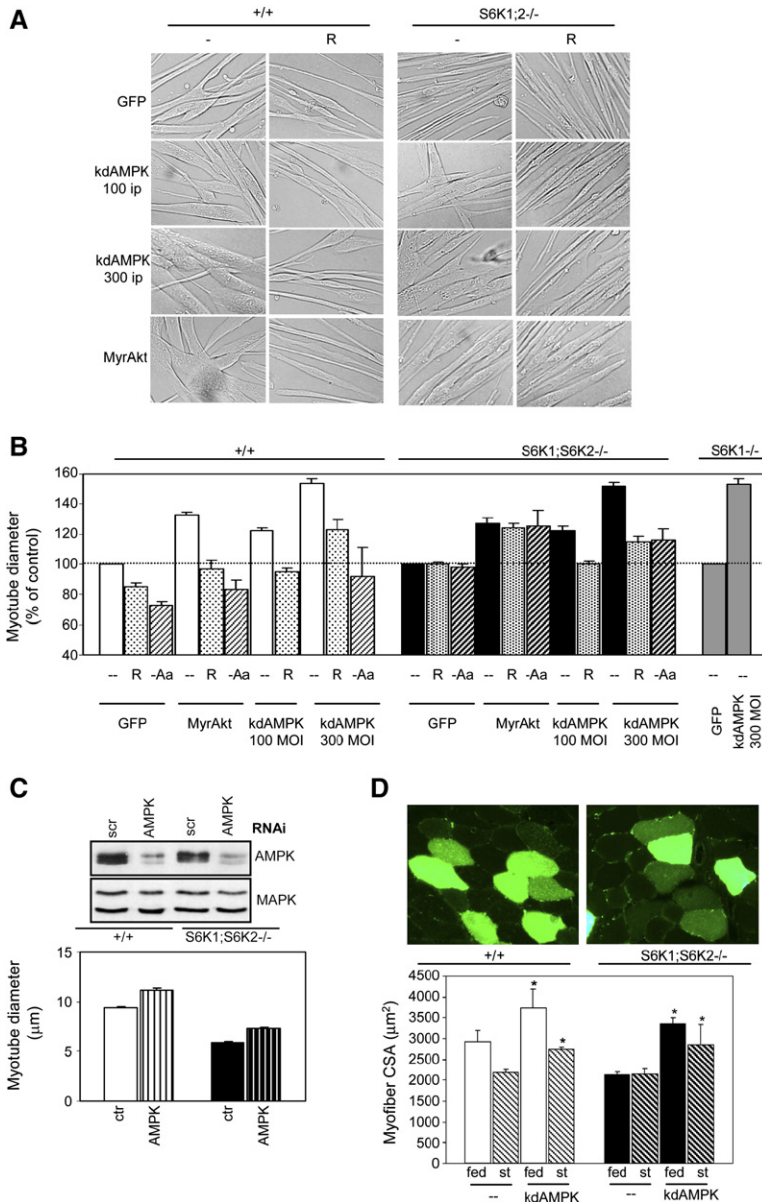 A
+/+
S6K1;2-/-
-
R
-
R
GFP
kdAMPK
100 ip
kdAMPK
300 ip
MyrAkt
B
+/+
S6K1;S6K2-/-
S6K1-/-
Myotube diameter
(% of control)
160
140
120
100
80
60
40
--
R
-Aa
--
R
-Aa
--
R
--
R
-Aa
--
R
-Aa
--
R
-Aa
--
R
--
R
-Aa
--
--
GFP
MyrAkt
kdAMPK
100 MOI
kdAMPK
300 MOI
GFP
MyrAkt
kdAMPK
100 MOI
kdAMPK
300 MOI
GFP
kdAMPK
300 MOI
C
scr
AMPK
scr
AMPK
RNAi
AMPK
MAPK
+/+
S6K1;S6K2-/-
Myotube diameter
(μm)
15
10
5
0
ctr
AMPK
ctr
AMPK
D
+/+
S6K1;S6K2-/-
Myofiber CSA (μm²)
4500
4000
3500
3000
2500
2000
1500
1000
500
0
*
*
*
*
fed
st
fed
st
fed
st
fed
st
--
kdAMPK
--
kdAMPK